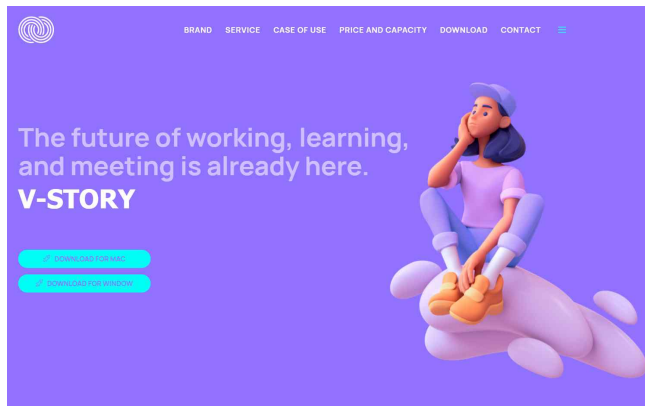 BRAND SERVICE CASE OF USE PRICE AND CAPACITY DOWNLOAD CONTACT
The future of working, learning,
and meeting is already here.
V-STORY
DOWNLOAD FOR MAC
DOWNLOAD FOR WINDOW